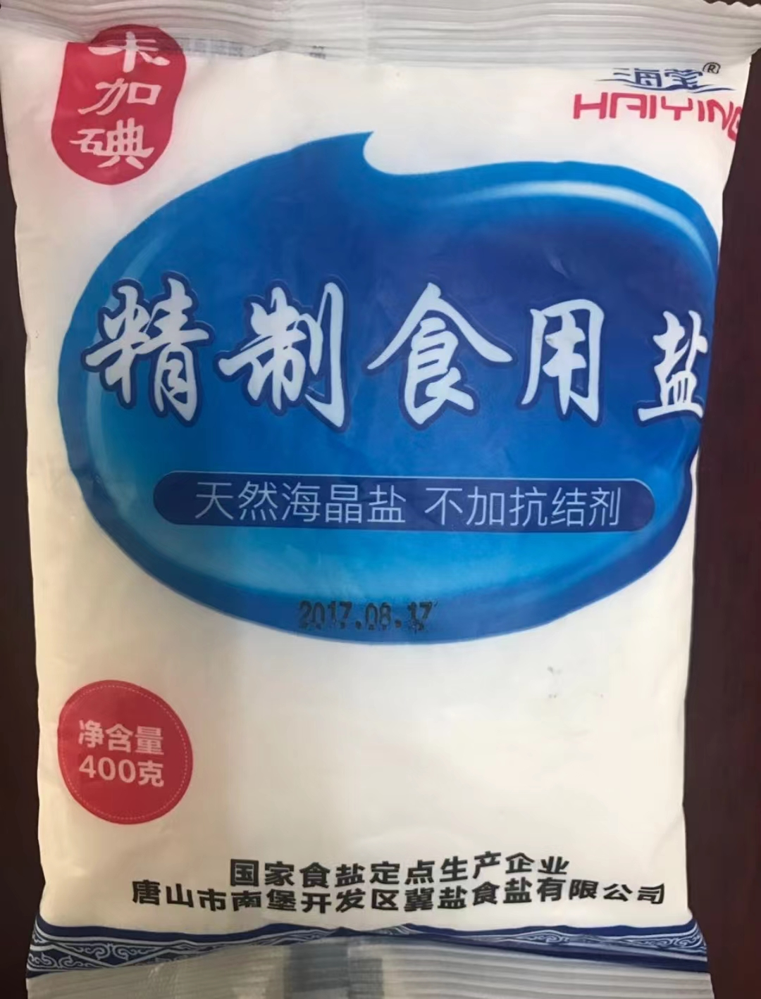 未加碘
海莹®
HAIYING
精制食用盐
天然海晶盐 不加抗结剂
2017.08.17
净含量
400克
国家食盐定点生产企业
唐山市南堡开发区冀盐食盐有限公司